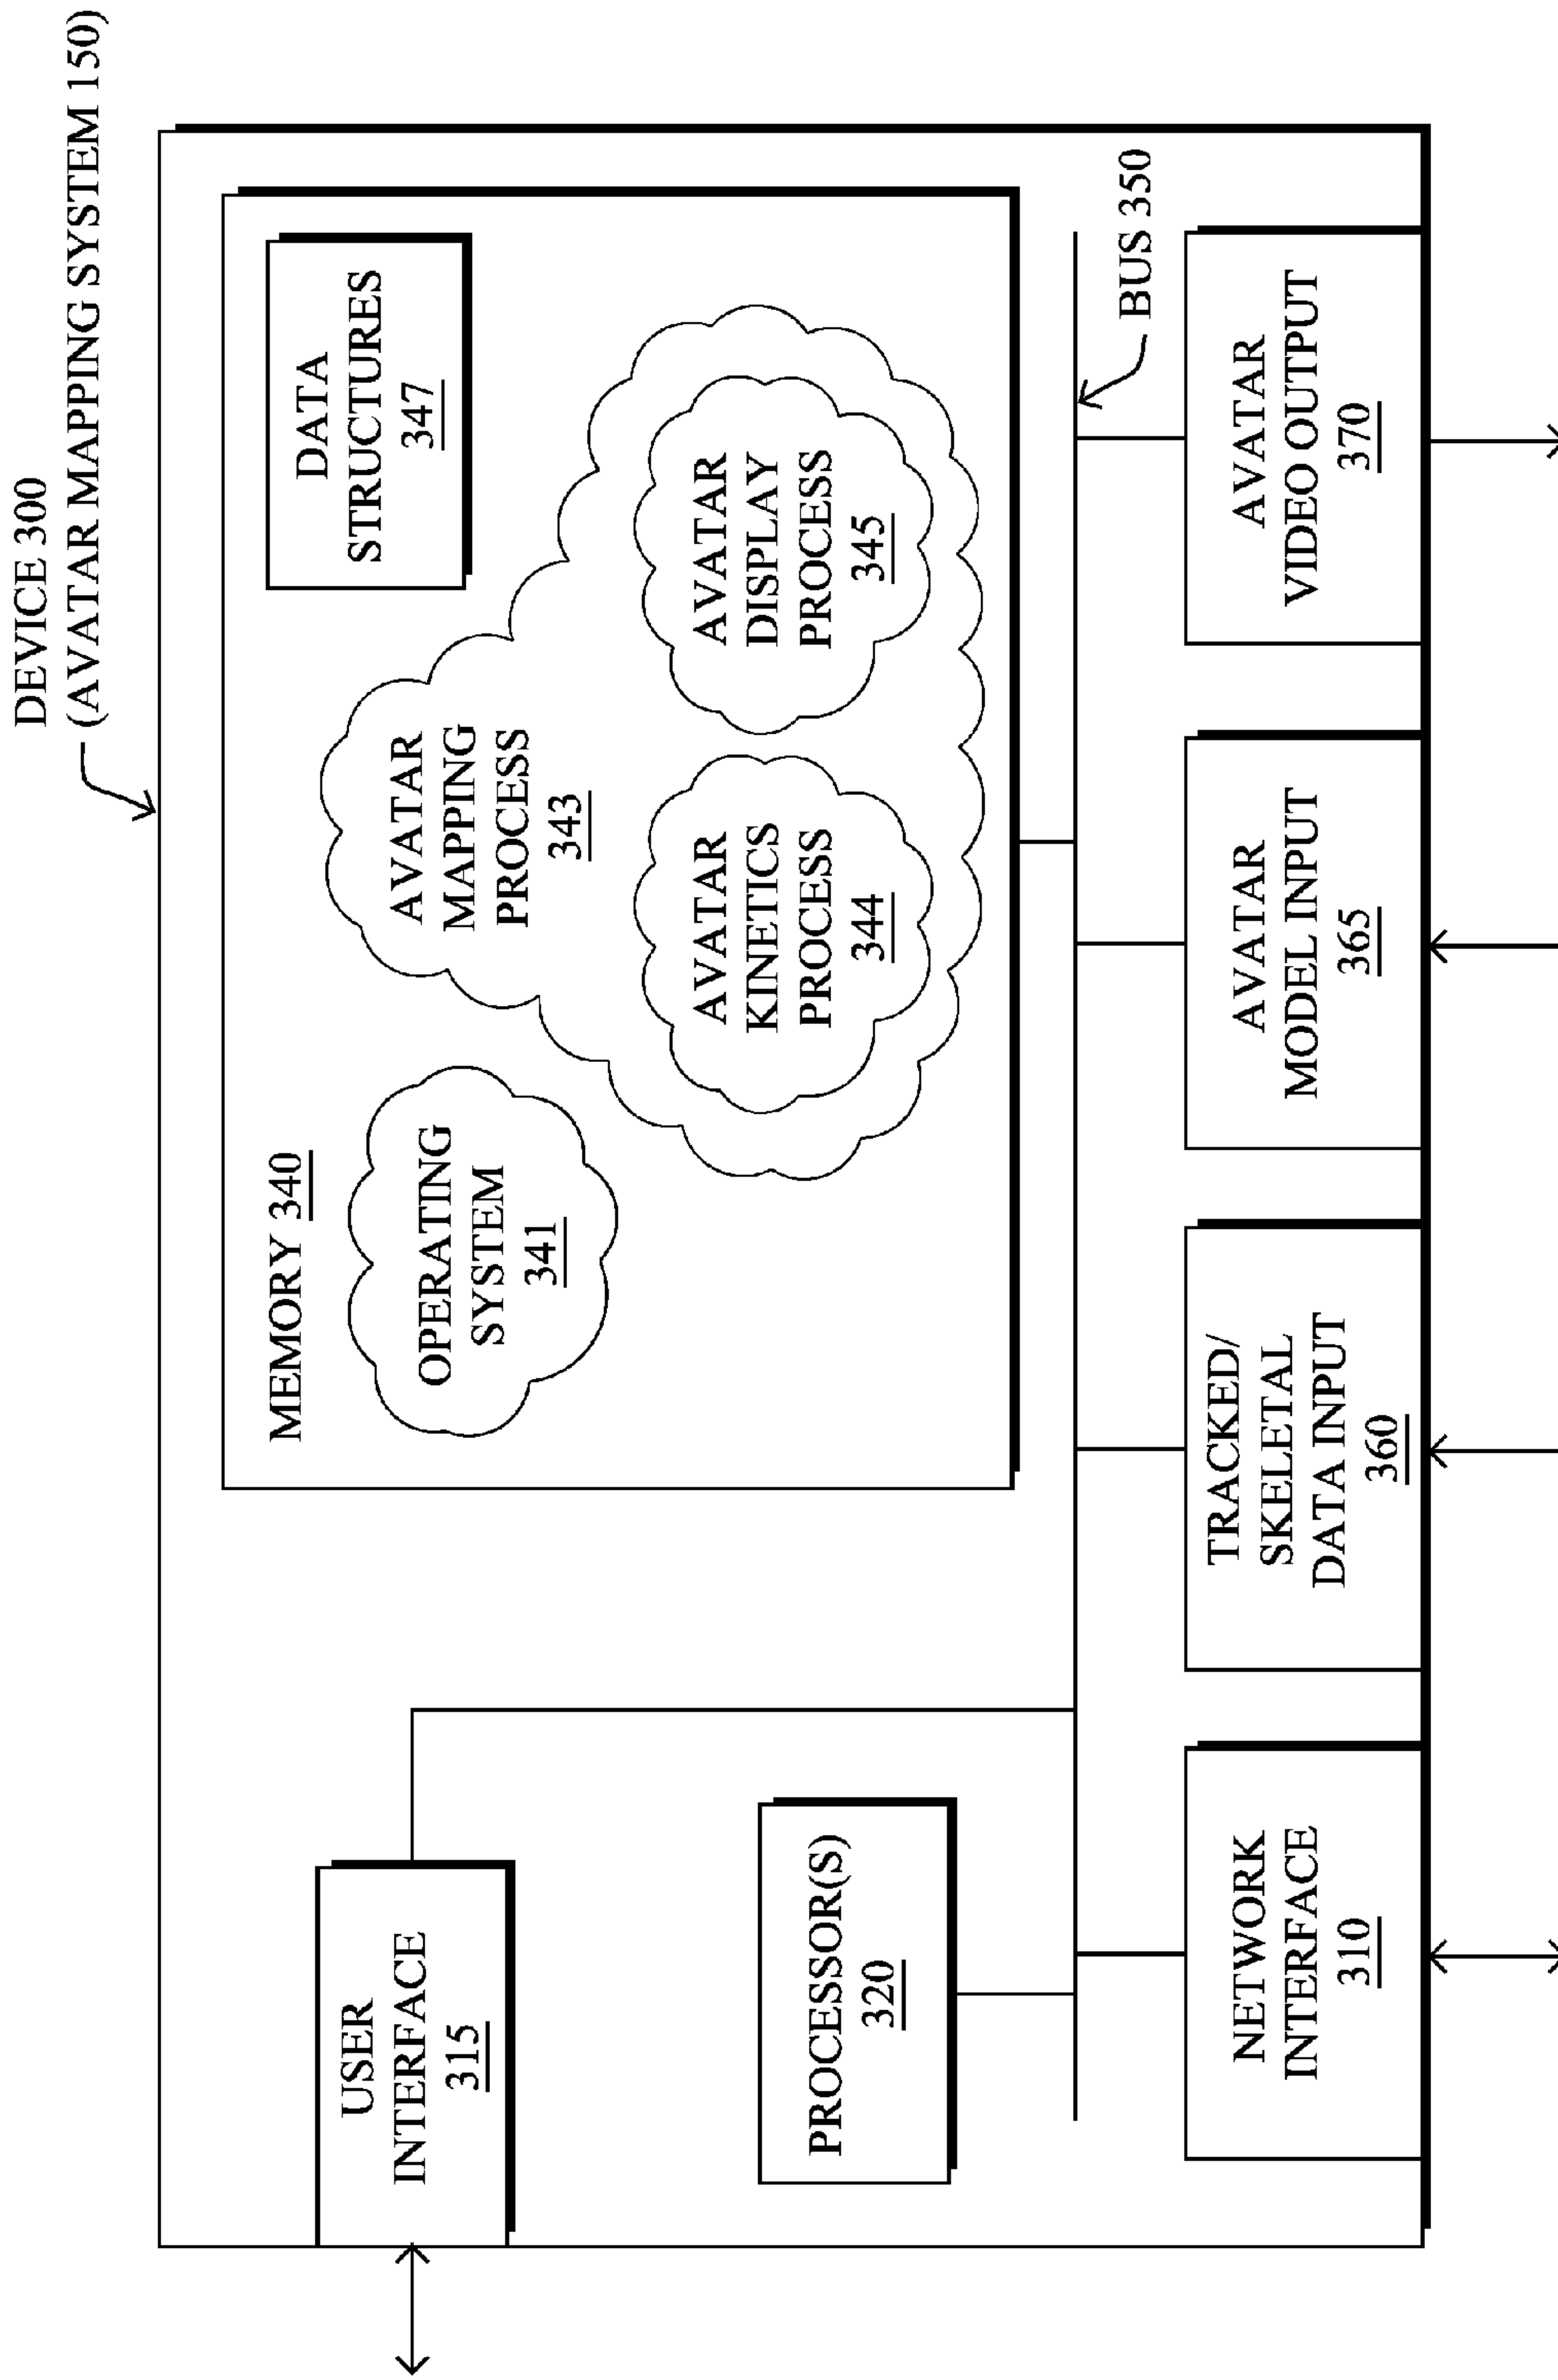 DEVICE 300
(AVATAR MAPPING SYSTEM 150)
USER
INTERFACE
315
MEMORY 340
OPERATING
SYSTEM
341
AVATAR
MAPPING
PROCESS
343
DATA
STRUCTURES
347
AVATAR
KINETICS
PROCESS
344
AVATAR
DISPLAY
PROCESS
345
PROCESSOR(S)
320
BUS 350
NETWORK
INTERFACE
310
TRACKED/
SKELETAL
DATA INPUT
360
AVATAR
MODEL INPUT
365
AVATAR
VIDEO OUTPUT
370